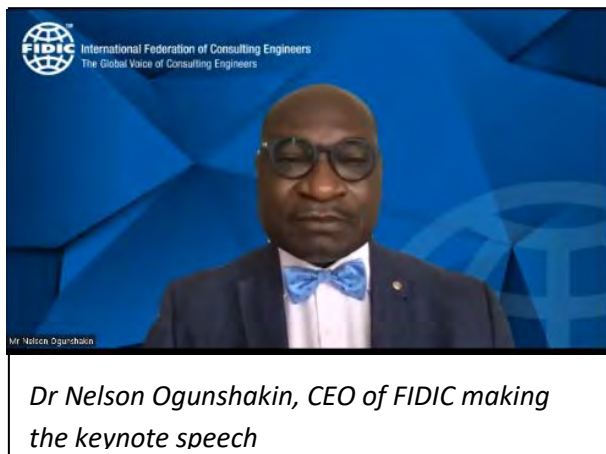 FIDIC
TM
International Federation of Consulting Engineers
The Global Voice of Consulting Engineers
Mr Nelson Ogunshakin
Dr Nelson Ogunshakin, CEO of FIDIC making
the keynote speech